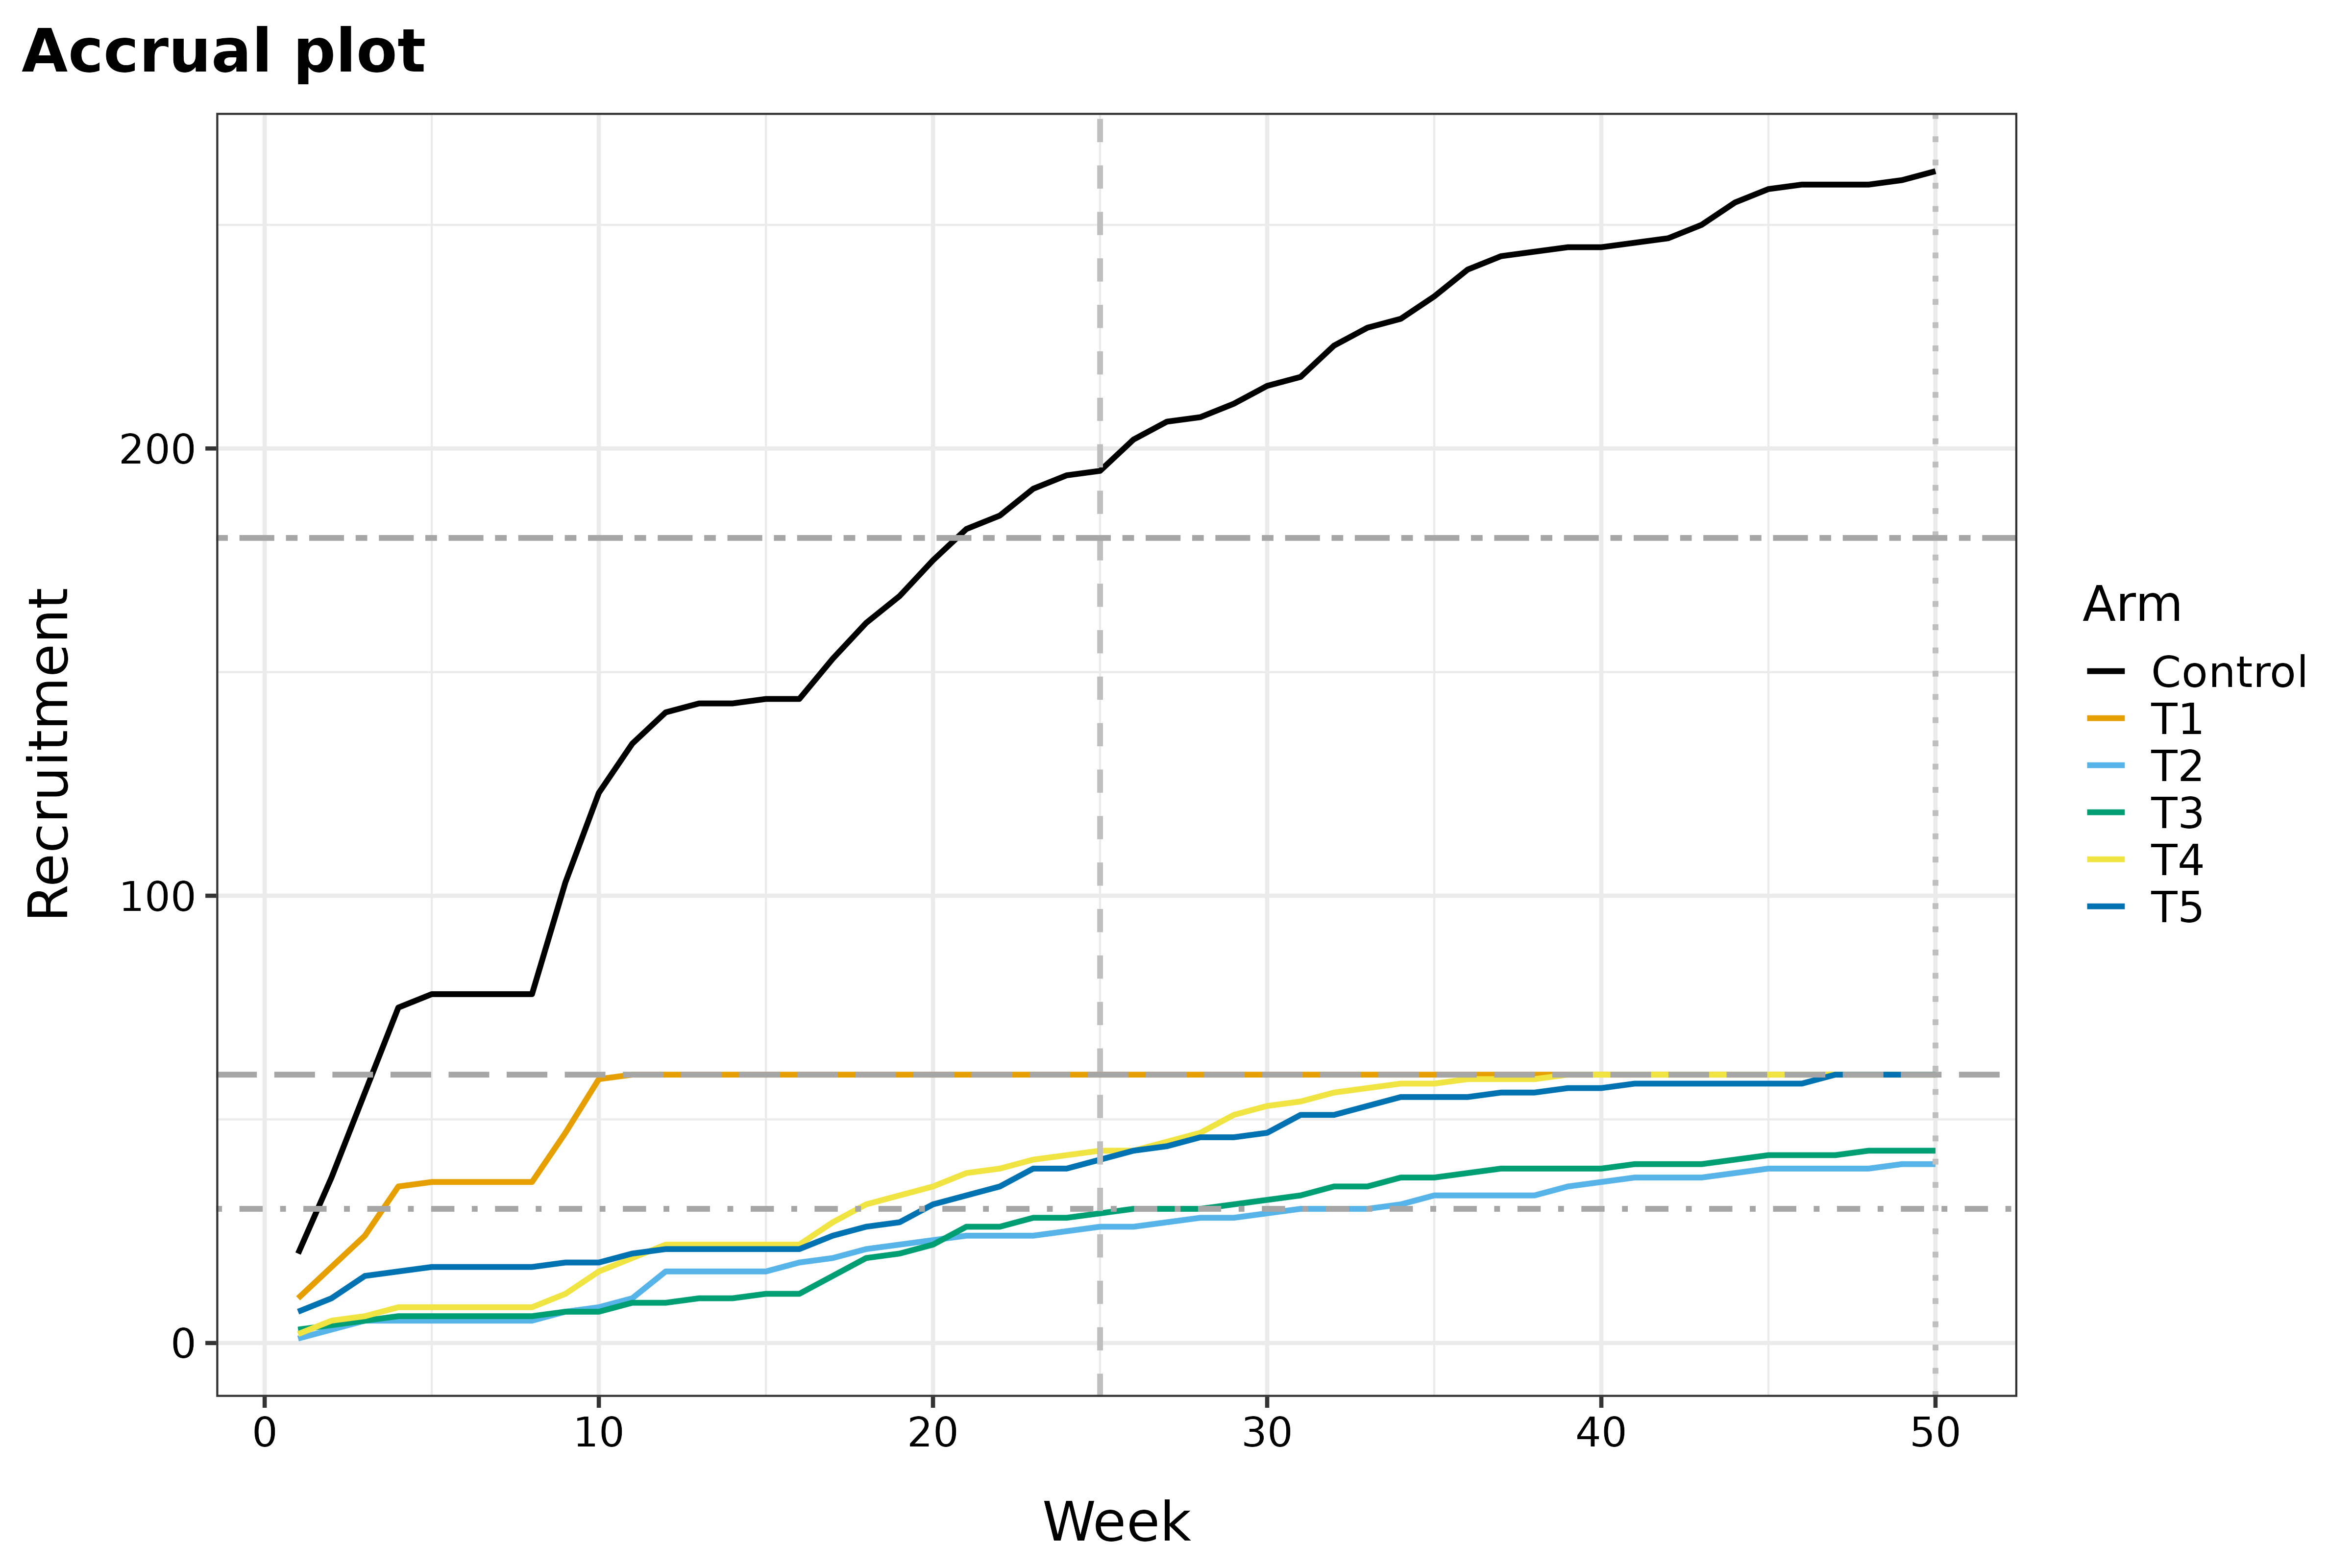 Accrual plot
Recruitment
200
100
0
0 10 20 30 40 50
Week
Arm
Control
T1
T2
T3
T4
T5